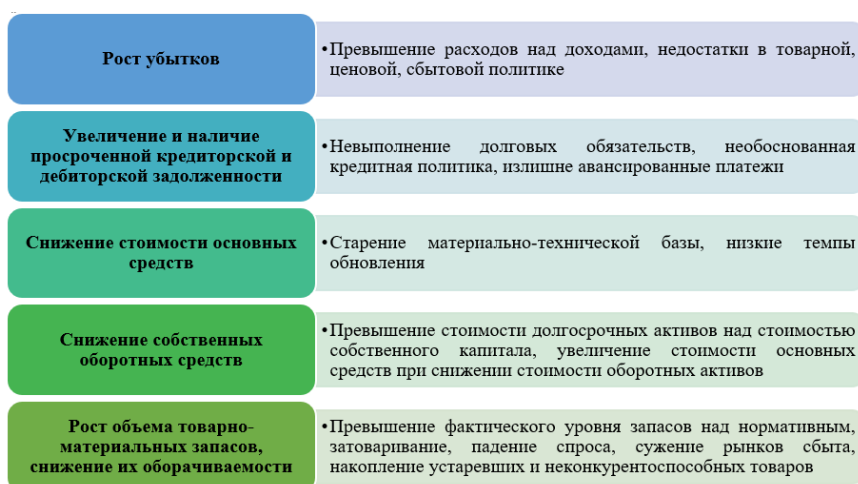 Рост убытков
•Превышение расходов над доходами, недостатки в товарной,
ценовой, сбытовой политике
Увеличение и наличие
просроченной кредиторской и
дебиторской задолженности
•Невыполнение долговых обязательств, необоснованная
кредитная политика, излишне авансированные платежи
Снижение стоимости основных
средств
•Старение материально-технической базы, низкие темпы
обновления
Снижение собственных
оборотных средств
•Превышение стоимости долгосрочных активов над стоимостью
собственного капитала, увеличение стоимости основных
средств при снижении стоимости оборотных активов
Рост объема товарно-
материальных запасов,
снижение их оборачиваемости
•Превышение фактического уровня запасов над нормативным,
затоваривание, падение спроса, сужение рынков сбыта,
накопление устаревших и неконкурентоспособных товаров